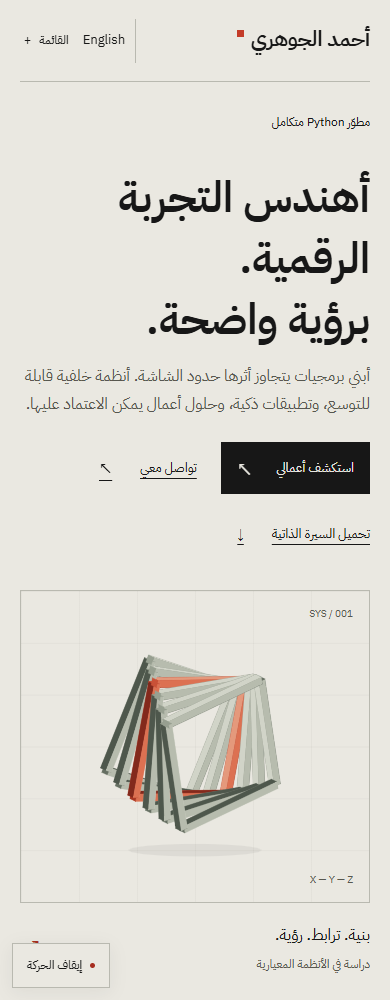 أحمد الجوهري
English
القائمة +
مطوّر Python متكامل
أهندس التجربة
الرقمية.
برؤية واضحة.
أبني برمجيات يتجاوز أثرها حدود الشاشة. أنظمة خلفية قابلة
للتوسع، وتطبيقات ذكية، وحلول أعمال يمكن الاعتماد عليها.
استكشف أعمالي ↖
تواصل معي ↖
تحميل السيرة الذاتية ↓
SYS / 001
X — Y — Z
بنية. ترابط. رؤية.
دراسة في الأنظمة المعيارية
إيقاف الحركة